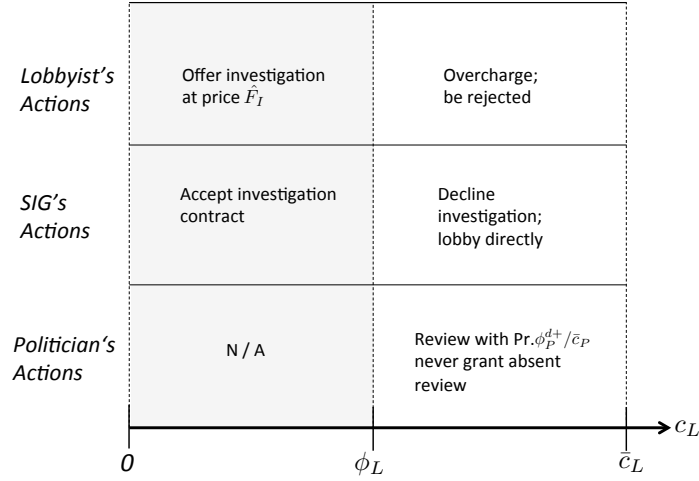 Lobbyist's
Actions
Offer investigation
at price F̂_I
Overcharge;
be rejected
SIG's
Actions
Accept investigation
contract
Decline
investigation;
lobby directly
Politician's
Actions
N / A
Review with Pr.ϕ_P^{d+}/c̄_P
never grant absent
review
0
ϕ_L
c̄_L
c_L